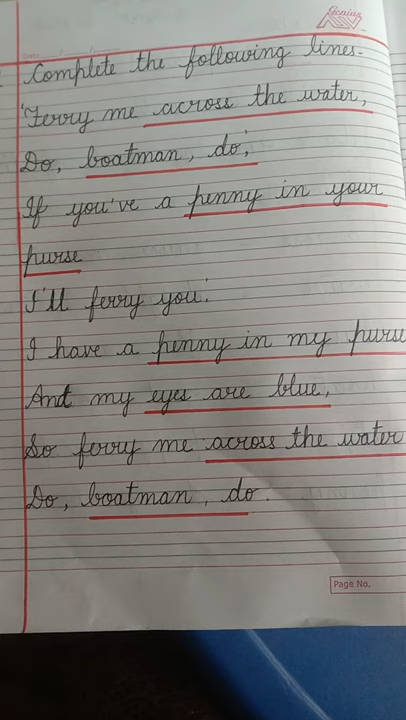 Genius
Complete the following lines.
'Ferry me across the water,
Do, boatman, do,'
If you've a penny in your
purse
I'll ferry you.'
I have a penny in my purse
And my eyes are blue,
So ferry me across the water
Do, boatman, do.
Page No.